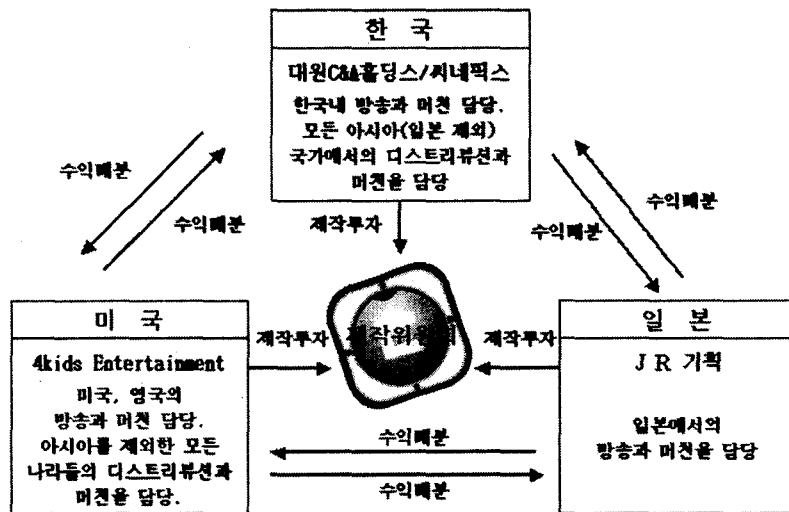 한 국
대원C&A홀딩스/씨네픽스
한국내 방송과 머천 담당.
모든 아시아(일본 제외)
국가에서의 디스트리뷰션과
머천을 담당
수익배분
수익배분
수익배분
수익배분
제작투자
미 국
4kids Entertainment
미국, 영국의
방송과 머천 담당.
아시아를 제외한 모든
나라들의 디스트리뷰션과
머천을 담당.
제작투자
제작위원회
제작투자
일 본
J R 기획
일본에서의
방송과 머천을 담당
수익배분
수익배분